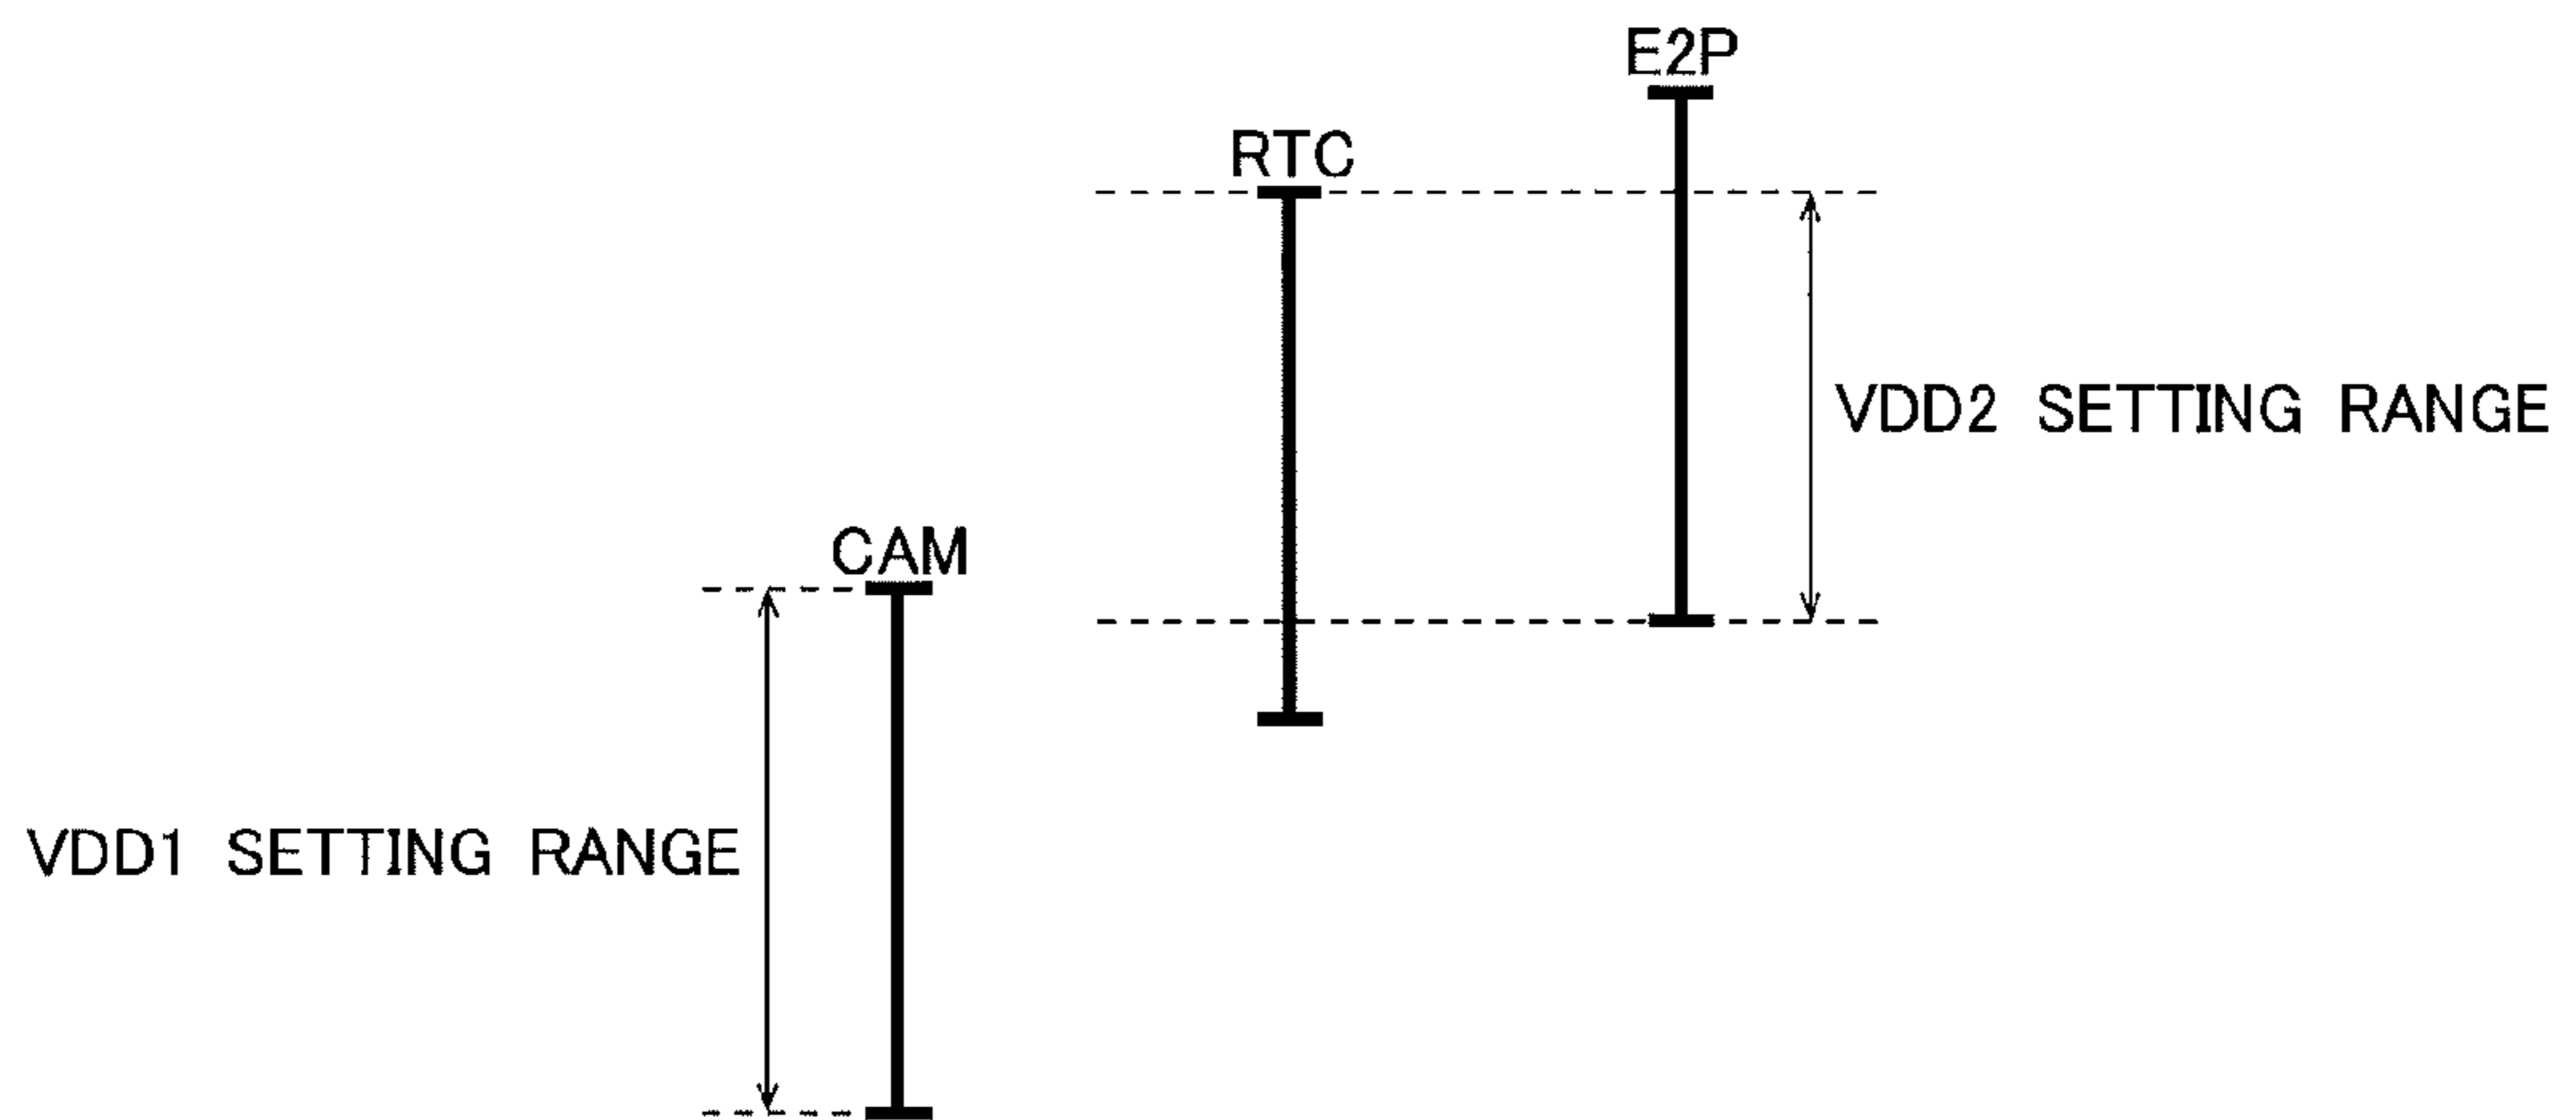 E2P
RTC
VDD2 SETTING RANGE
CAM
VDD1 SETTING RANGE